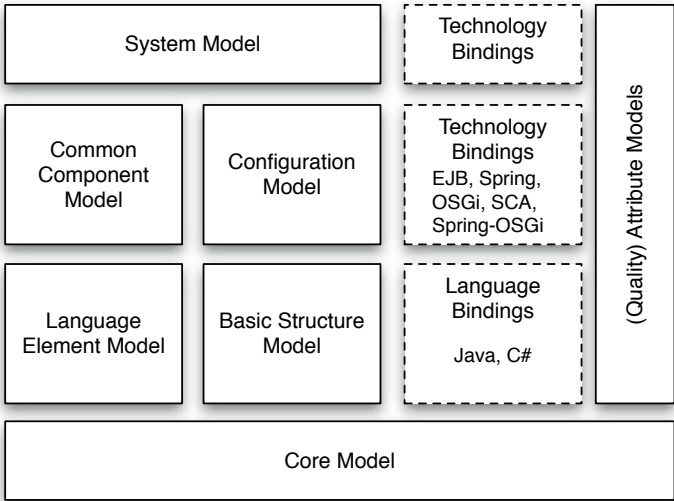 System Model
Technology
Bindings
Common
Component
Model
Configuration
Model
Technology
Bindings
EJB, Spring,
OSGi, SCA,
Spring-OSGi
(Quality) Attribute Models
Language
Element Model
Basic Structure
Model
Language
Bindings
Java, C#
Core Model